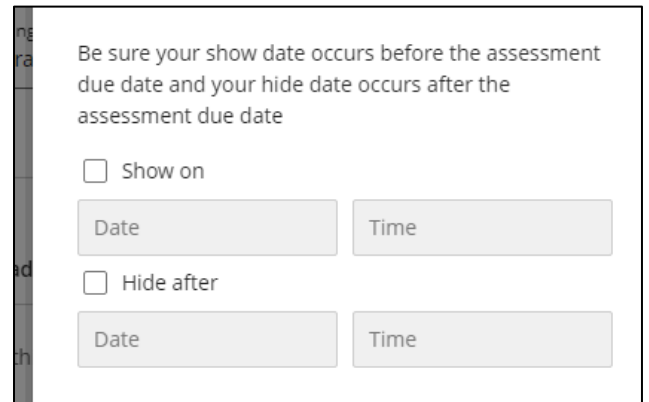 Be sure your show date occurs before the assessment
due date and your hide date occurs after the
assessment due date
Show on
Date Time
Hide after
Date Time